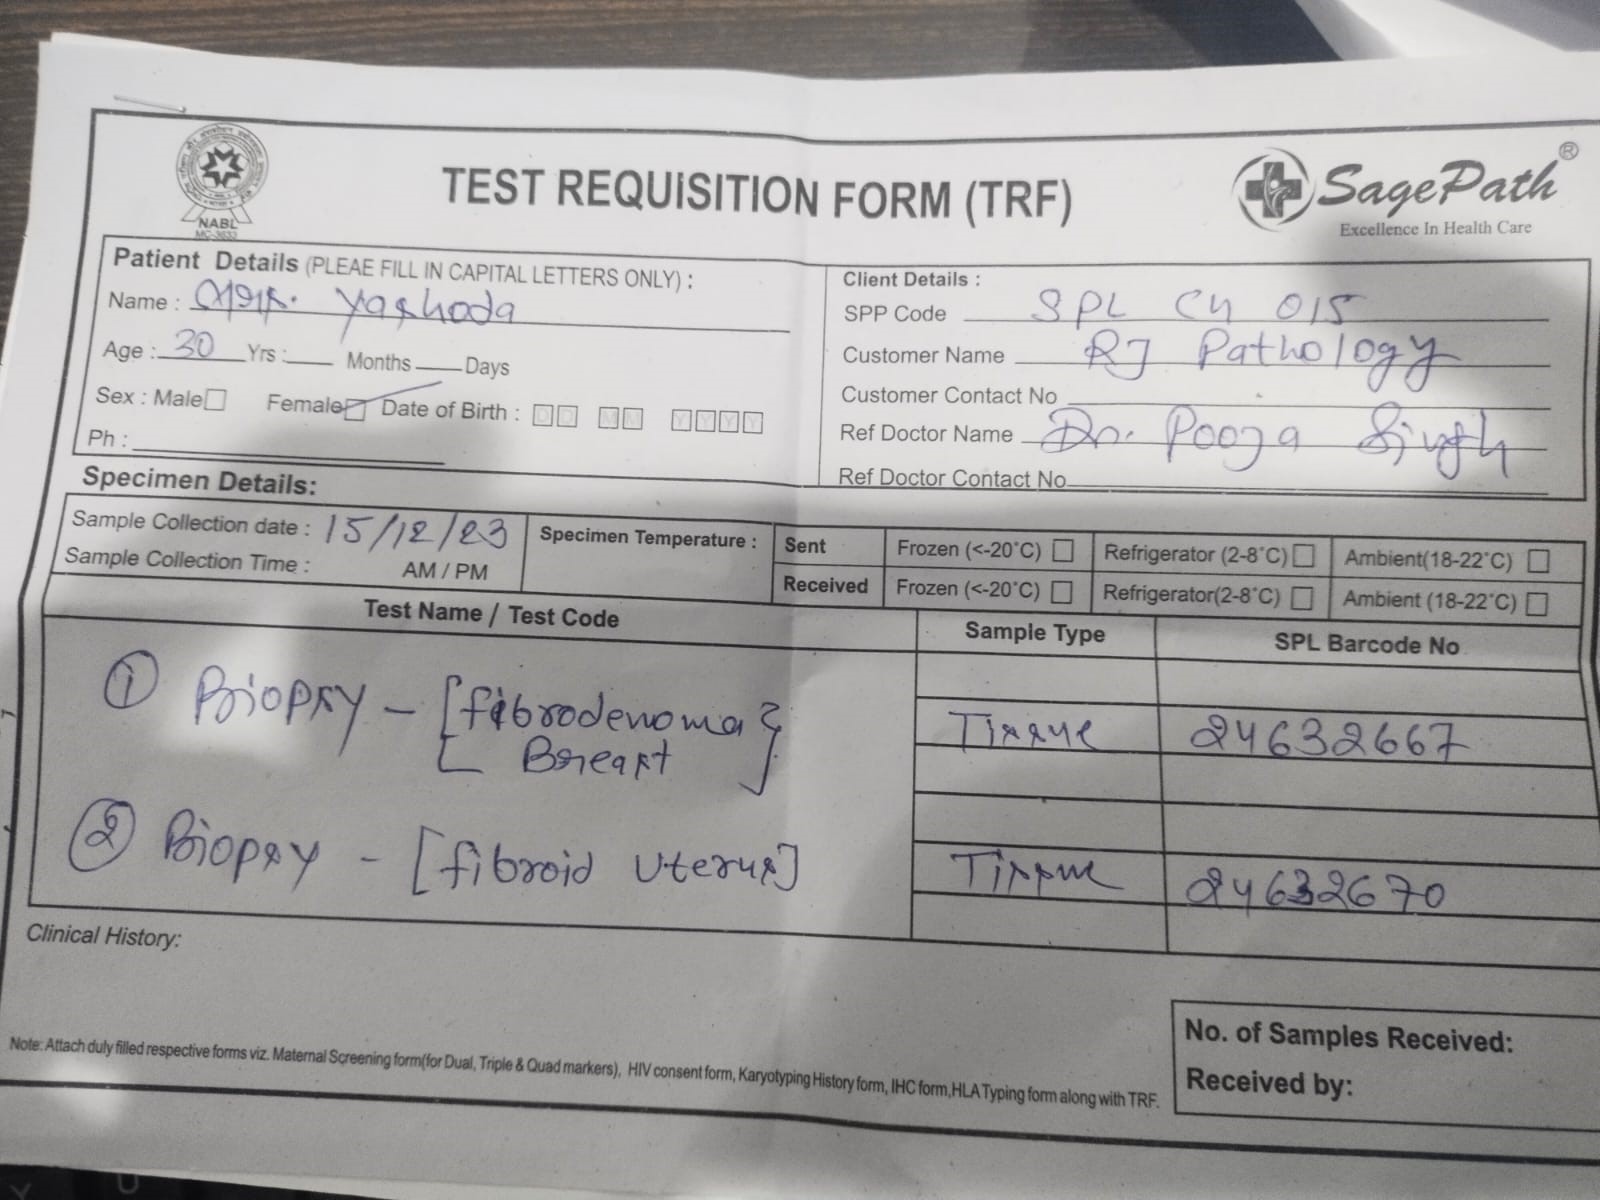 NABL
MC-3633
TEST REQUISITION FORM (TRF)
SagePath®
Excellence In Health Care
Patient Details (PLEAE FILL IN CAPITAL LETTERS ONLY) :
Name : Yashoda
Age : 30 Yrs : Months Days
Sex : Male Female Date of Birth : DD MM YYYY
Ph :
Client Details :
SPP Code SPL CH 015
Customer Name RJ Pathology
Customer Contact No
Ref Doctor Name Dr. Pooja Singh
Ref Doctor Contact No
Specimen Details:
Sample Collection date : 15/12/23
Sample Collection Time : AM / PM
Specimen Temperature :
Sent Frozen (<-20°C) Refrigerator (2-8°C) Ambient(18-22°C)
Received Frozen (<-20°C) Refrigerator(2-8°C) Ambient (18-22°C)
Test Name / Test Code Sample Type SPL Barcode No
① Biopsy - [fibrodenoma
Breast] Tissue 24632667
② Biopsy - [fibroid Uterus] Tissue 24632670
Clinical History:
No. of Samples Received:
Received by:
Note: Attach duly filled respective forms viz. Maternal Screening form(for Dual, Triple & Quad markers), HIV consent form, Karyotyping History form, IHC form,HLA Typing form along with TRF.